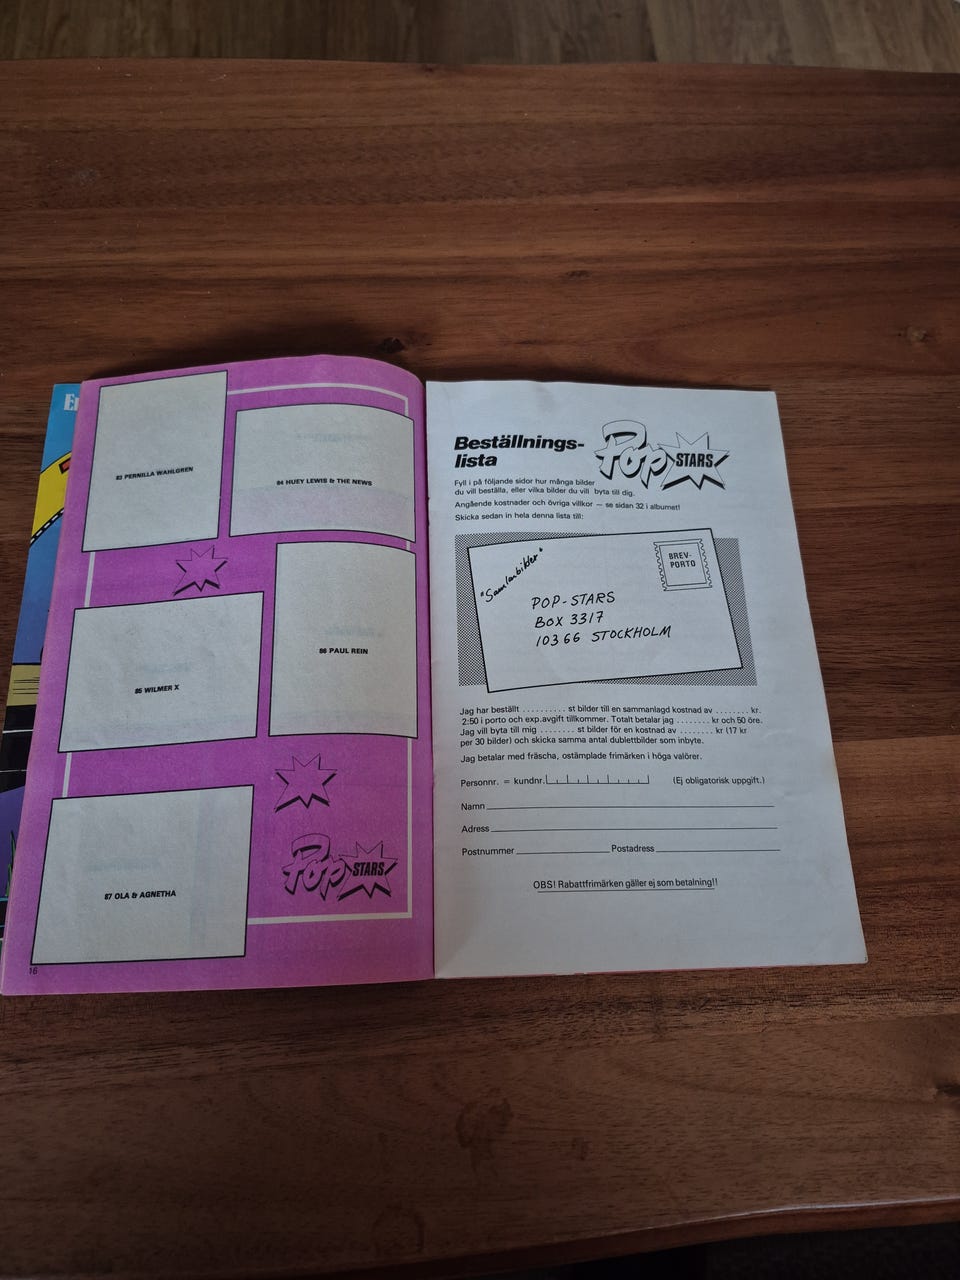 83 PERNILLA WAHLGREN
84 HUEY LEWIS & THE NEWS
86 PAUL REIN
85 WILMER X
87 OLA & AGNETHA
Pop STARS
16
Beställnings-
lista
Pop STARS
Fyll i på följande sidor hur många bilder
du vill beställa, eller vilka bilder du vill byta till dig.
Angående kostnader och övriga villkor — se sidan 32 i albumet!
Skicka sedan in hela denna lista till:
"Samlarbilder"
BREV-
PORTO
POP-STARS
BOX 3317
103 66 STOCKHOLM
Jag har beställt .......... st bilder till en sammanlagd kostnad av ........ kr.
2:50 i porto och exp.avgift tillkommer. Totalt betalar jag ........ kr och 50 öre.
Jag vill byta till mig ........ st bilder för en kostnad av ........ kr (17 kr
per 30 bilder) och skicka samma antal dublettbilder som inbyte.
Jag betalar med fräscha, ostämplade frimärken i höga valörer.
Personnr. = kundnr. (Ej obligatorisk uppgift.)
Namn
Adress
Postnummer Postadress
OBS! Rabattfrimärken gäller ej som betalning!!